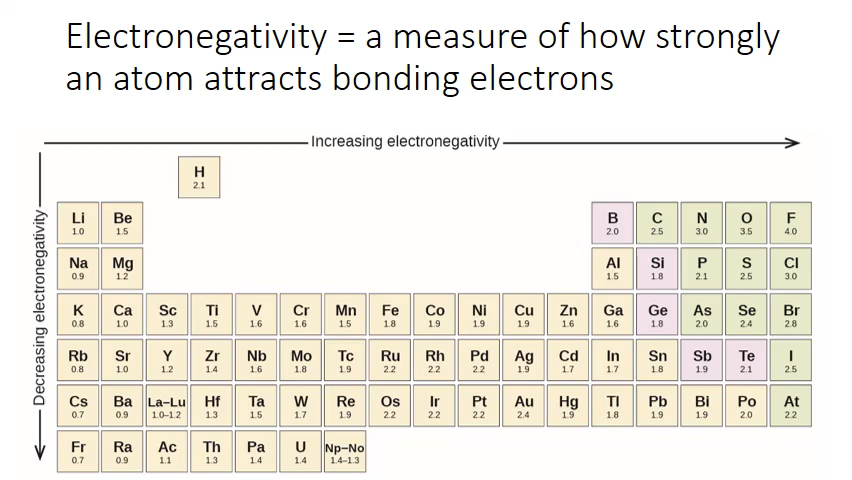 Electronegativity = a measure of how strongly
an atom attracts bonding electrons
Increasing electronegativity
Decreasing electronegativity
H
2.1
Li Be B C N O F
1.0 1.5 2.0 2.5 3.0 3.5 4.0
Na Mg Al Si P S Cl
0.9 1.2 1.5 1.8 2.1 2.5 3.0
K Ca Sc Ti V Cr Mn Fe Co Ni Cu Zn Ga Ge As Se Br
0.8 1.0 1.3 1.5 1.6 1.6 1.5 1.8 1.9 1.9 1.9 1.6 1.6 1.8 2.0 2.4 2.8
Rb Sr Y Zr Nb Mo Tc Ru Rh Pd Ag Cd In Sn Sb Te I
0.8 1.0 1.2 1.4 1.6 1.8 1.9 2.2 2.2 2.2 1.9 1.7 1.7 1.8 1.9 2.1 2.5
Cs Ba La–Lu Hf Ta W Re Os Ir Pt Au Hg Tl Pb Bi Po At
0.7 0.9 1.0–1.2 1.3 1.5 1.7 1.9 2.2 2.2 2.2 2.4 1.9 1.8 1.9 1.9 2.0 2.2
Fr Ra Ac Th Pa U Np–No
0.7 0.9 1.1 1.3 1.4 1.4 1.4–1.3